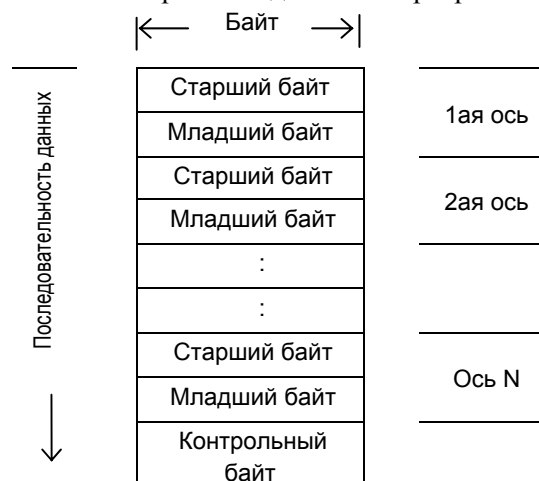 Байт
Последовательность данных
Старший байт
Младший байт
1ая ось
Старший байт
Младший байт
2ая ось
:
:
Старший байт
Младший байт
Ось N
Контрольный
байт